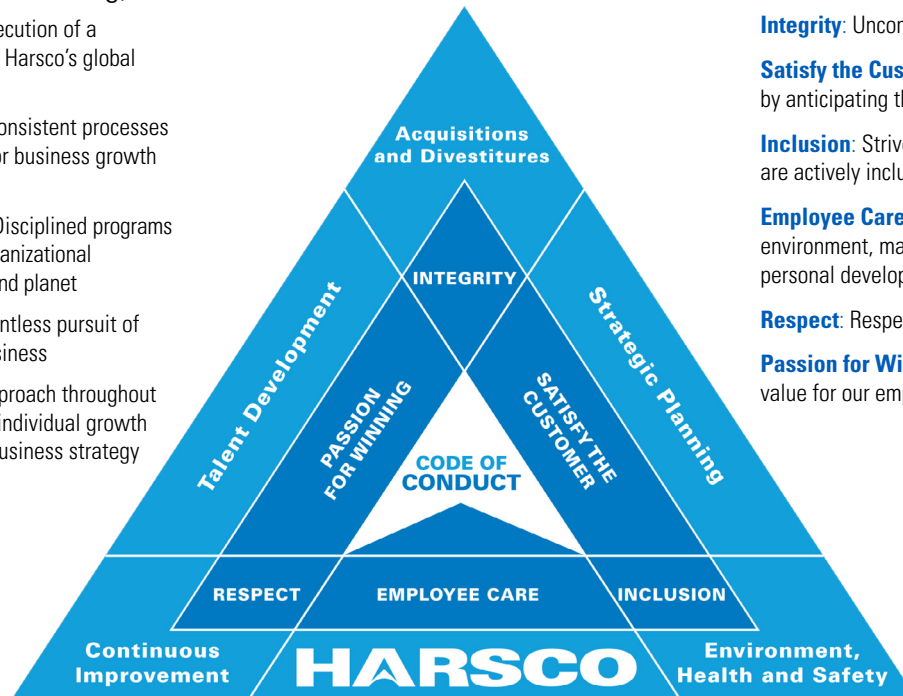 ecution of a
Harsco's global
onsistent processes
or business growth
Disciplined programs
ganizational
nd planet
ntless pursuit of
siness
proach throughout
individual growth
usiness strategy
Acquisitions
and Divestitures
INTEGRITY
Talent Development
Strategic Planning
PASSION
FOR WINNING
SATISFY THE
CUSTOMER
CODE OF
CONDUCT
RESPECT
EMPLOYEE CARE
INCLUSION
Continuous
Improvement
HARSCO
Environment,
Health and Safety
Integrity: Uncor
Satisfy the Cus
by anticipating th
Inclusion: Strive
are actively inclu
Employee Care
environment, ma
personal develop
Respect: Respe
Passion for Wi
value for our emp